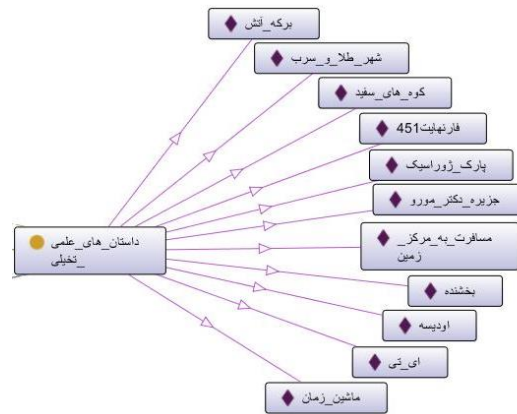 برکه_آتش
شهر_طلا_و_سرب
کوه_های_سفید
فارنهایت451
پارک_ژوراسیک
جزیره_دکتر_مورو
مسافرت_به_مرکز_
زمین
داستان_های_علمی
_تخیلی
بخشنده
اودیسه
ای_تی
ماشین_زمان